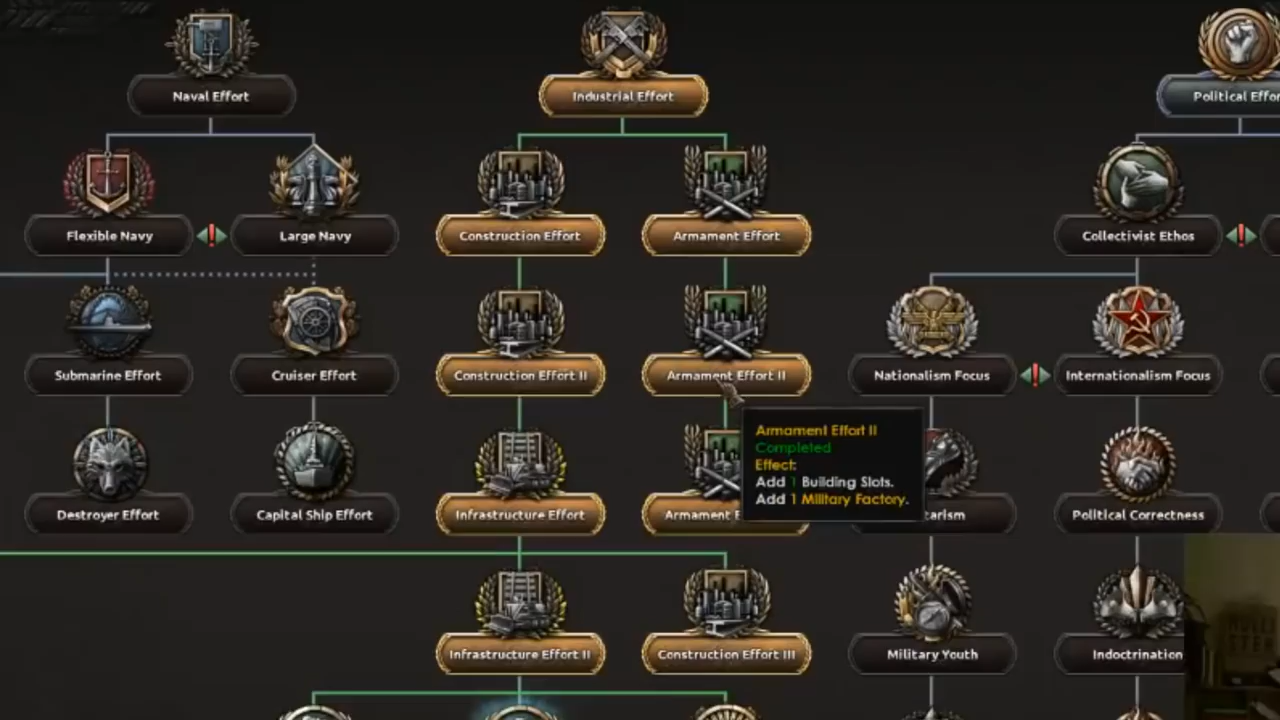 Naval Effort
Industrial Effort
Political Effor
Flexible Navy
Large Navy
Construction Effort
Armament Effort
Collectivist Ethos
Submarine Effort
Cruiser Effort
Construction Effort II
Armament Effort II
Nationalism Focus
Internationalism Focus
Armament Effort II
Completed
Effect:
Add 1 Building Slots.
Add 1 Military Factory.
Destroyer Effort
Capital Ship Effort
Infrastructure Effort
Armament E
tarism
Political Correctness
Infrastructure Effort II
Construction Effort III
Military Youth
Indoctrination